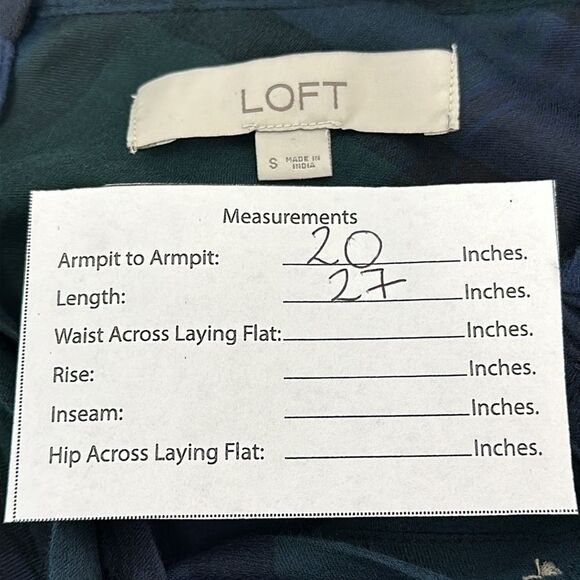 LOFT
S MADE IN
INDIA
Measurements
Armpit to Armpit: 20 Inches.
Length: 27 Inches.
Waist Across Laying Flat: Inches.
Rise: Inches.
Inseam: Inches.
Hip Across Laying Flat: Inches.